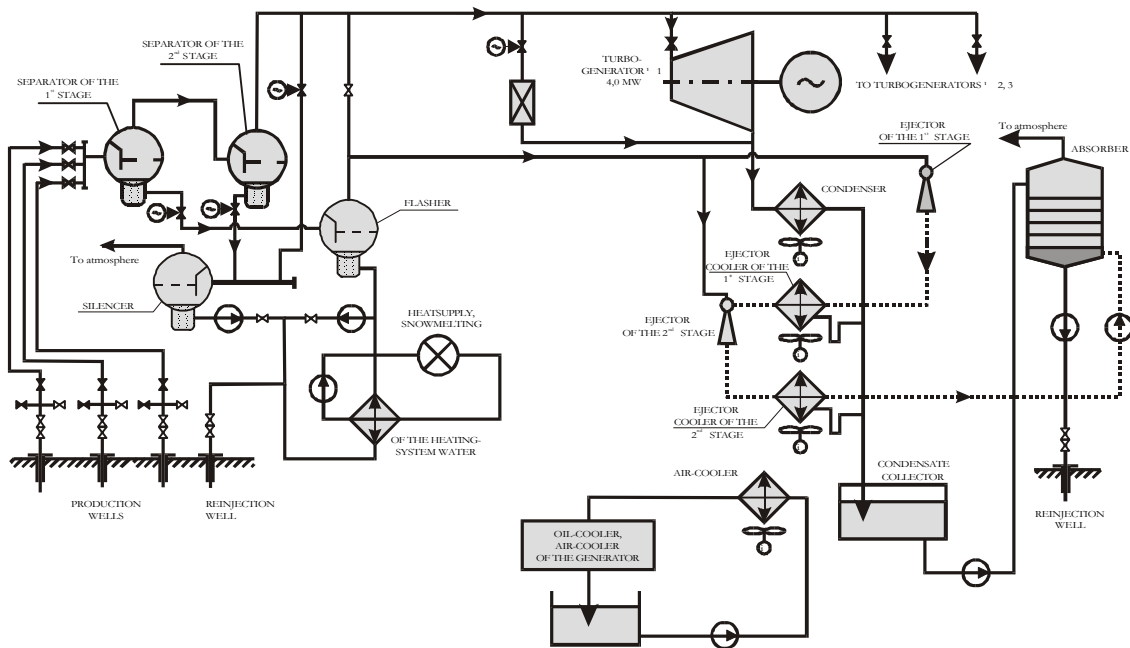 SEPARATOR OF THE
2nd STAGE
SEPARATOR OF THE
1st STAGE
TURBO-
GENERATOR ¹ 1
4,0 MW
TO TURBOGENERATORS ¹ 2, 3
EJECTOR
OF THE 1st STAGE
To atmosphere
ABSORBER
CONDENSER
FLASHER
To atmosphere
SILENCER
EJECTOR
COOLER OF THE
1st STAGE
HEATSUPPLY,
SNOWMELTING
EJECTOR
OF THE 2nd STAGE
EJECTOR
COOLER OF THE
2nd STAGE
OF THE HEATING-
SYSTEM WATER
AIR-COOLER
CONDENSATE
COLLECTOR
PRODUCTION
WELLS
REINJECTION
WELL
REINJECTION
WELL
OIL-COOLER,
AIR-COOLER
OF THE GENERATOR